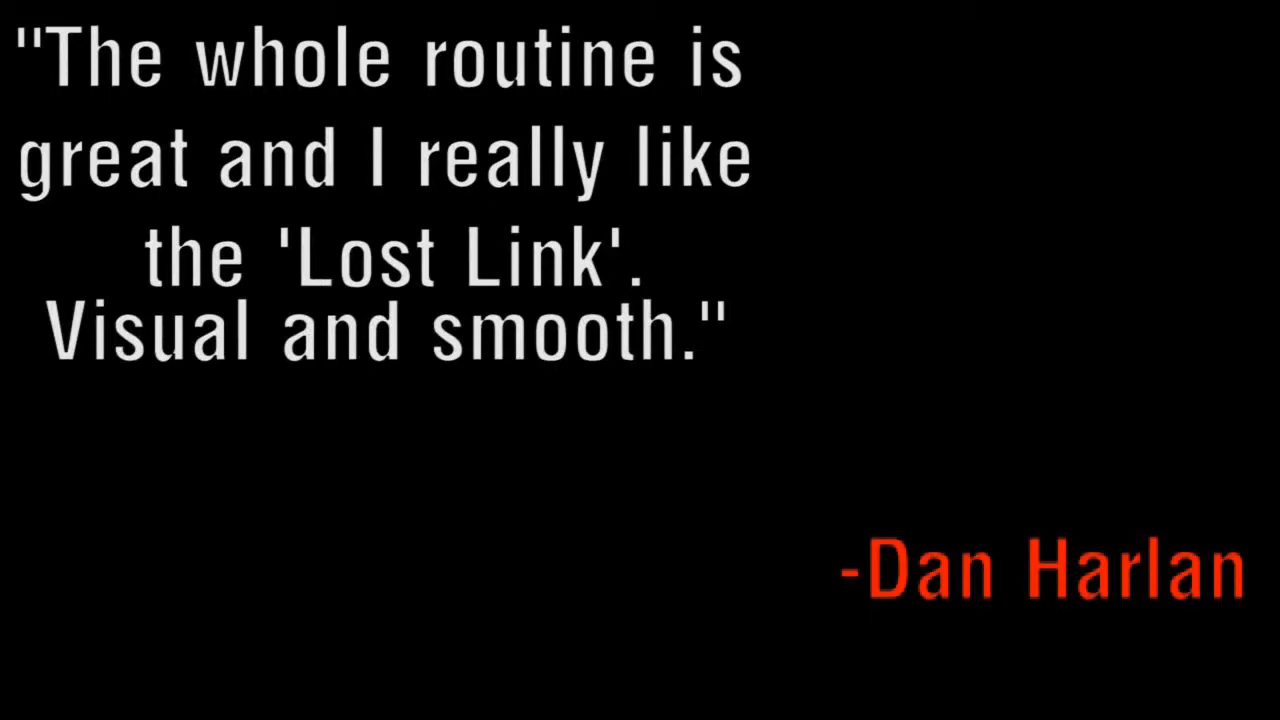 "The whole routine is
great and I really like
the 'Lost Link'.
Visual and smooth."
-Dan Harlan